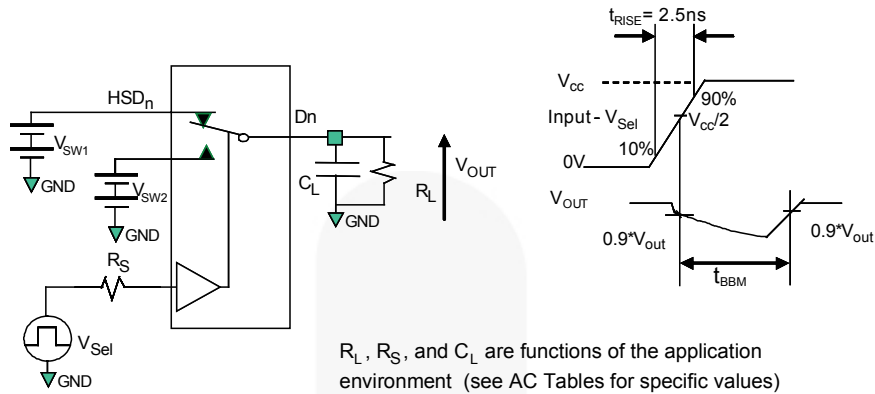 tRISE= 2.5ns
HSDn
Dn
VSW1
GND
VSW2
GND
CL
RL
VOUT
GND
RS
VSel
GND
Vcc
90%
Input - VSel
Vcc/2
10%
0V
VOUT
0.9*Vout
0.9*Vout
tBBM
RL , RS, and CL are functions of the application
environment (see AC Tables for specific values)